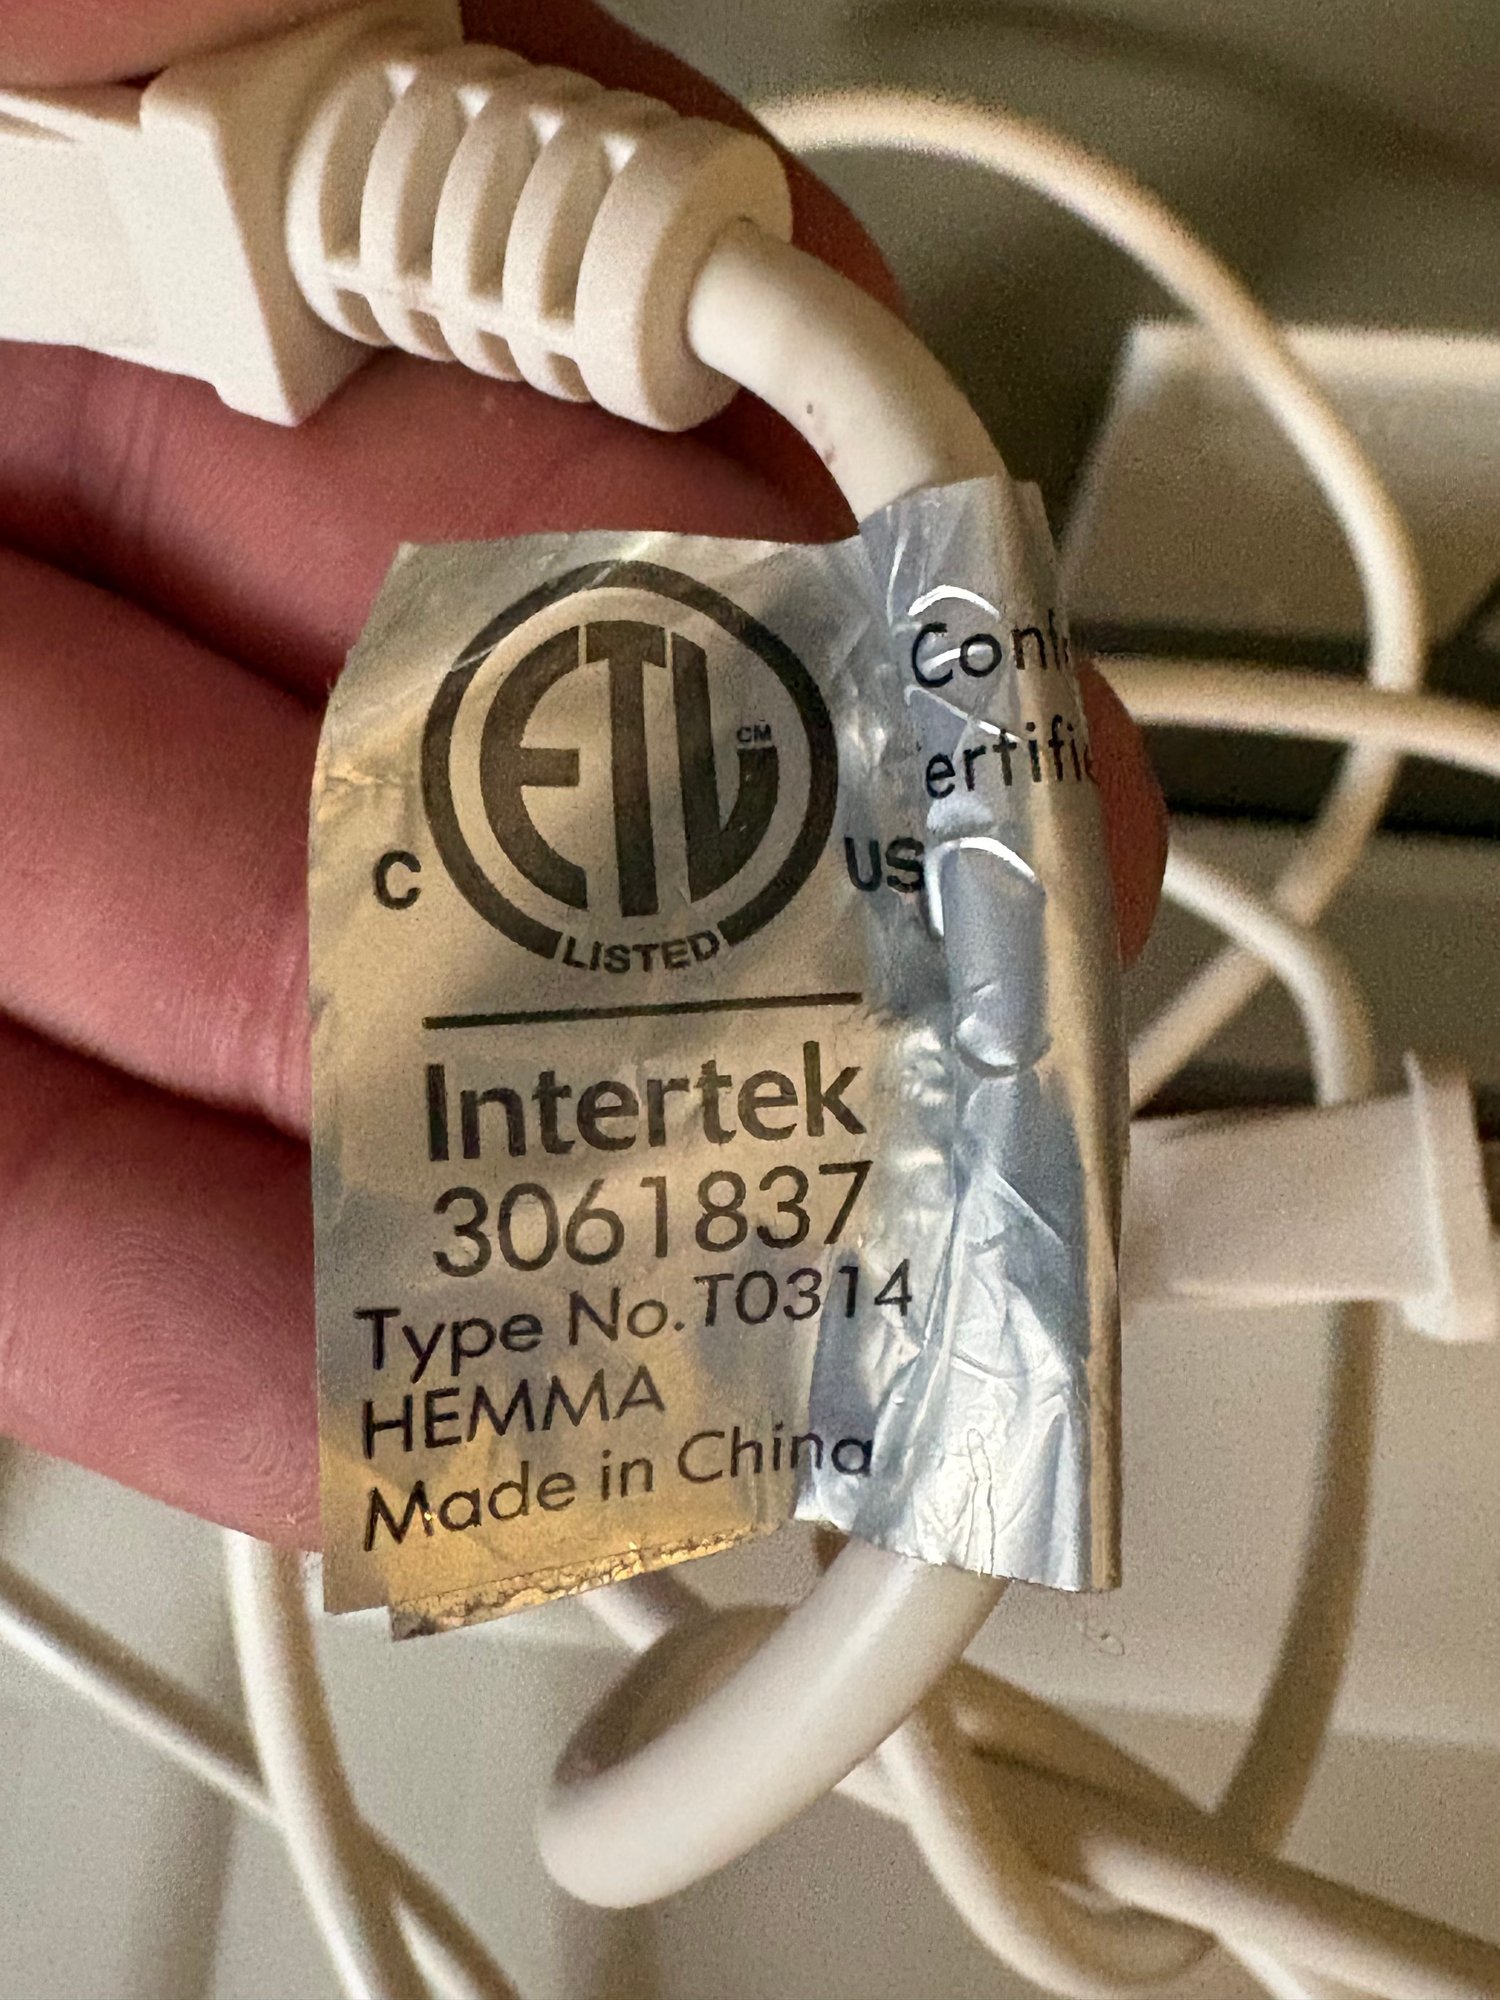 ETL CM
C US
LISTED
Intertek
3061837
Type No.T0314
HEMMA
Made in China